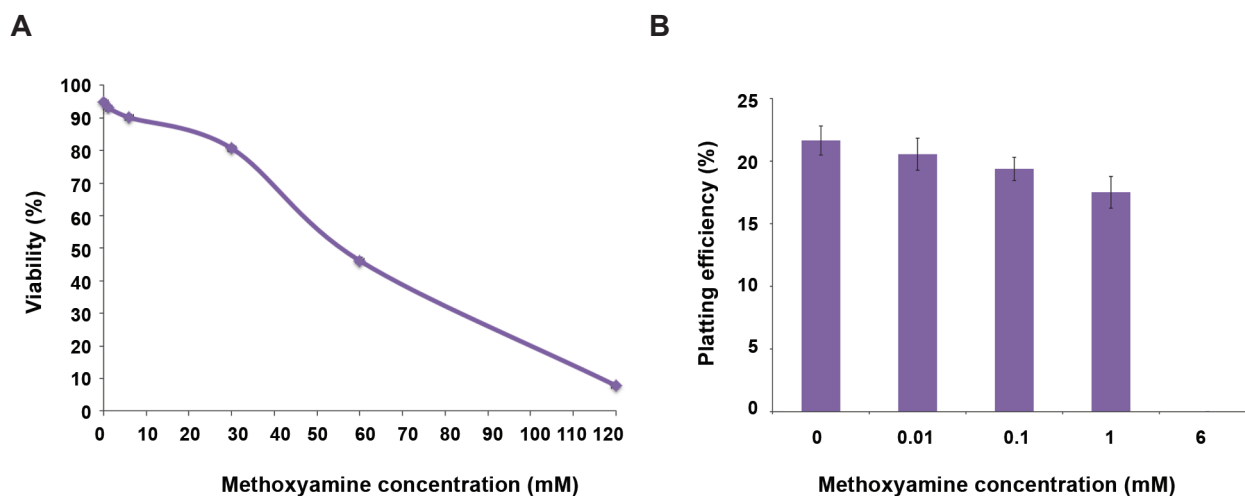 A
B
100
90
80
70
60
50
40
30
20
10
0
Viability (%)
0 10 20 30 40 50 60 70 80 90 100 110 120
Methoxyamine concentration (mM)
25
20
15
10
5
0
Platting efficiency (%)
0 0.01 0.1 1 6
Methoxyamine concentration (mM)